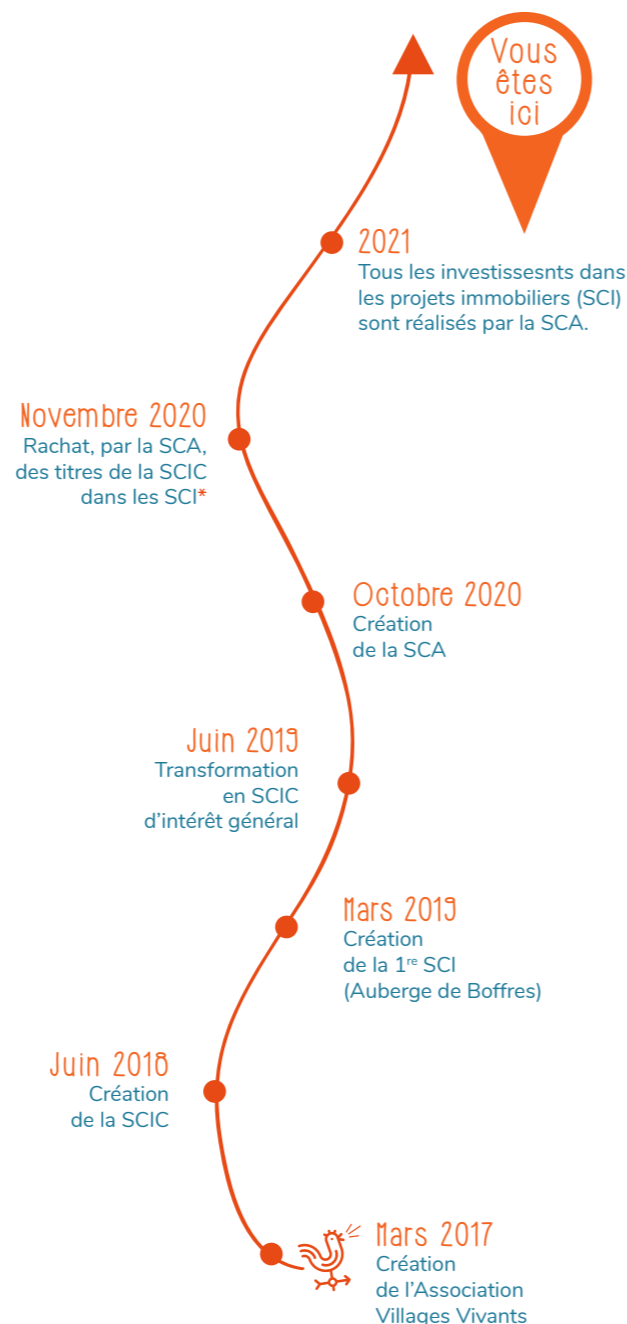 Vous
êtes
ici
2021
Tous les investissesnts dans
les projets immobiliers (SCI)
sont réalisés par la SCA.
Novembre 2020
Rachat, par la SCA,
des titres de la SCIC
dans les SCI*
Octobre 2020
Création
de la SCA
Juin 2019
Transformation
en SCIC
d'intérêt général
Mars 2019
Création
de la 1re SCI
(Auberge de Boffres)
Juin 2018
Création
de la SCIC
Mars 2017
Création
de l'Association
Villages Vivants